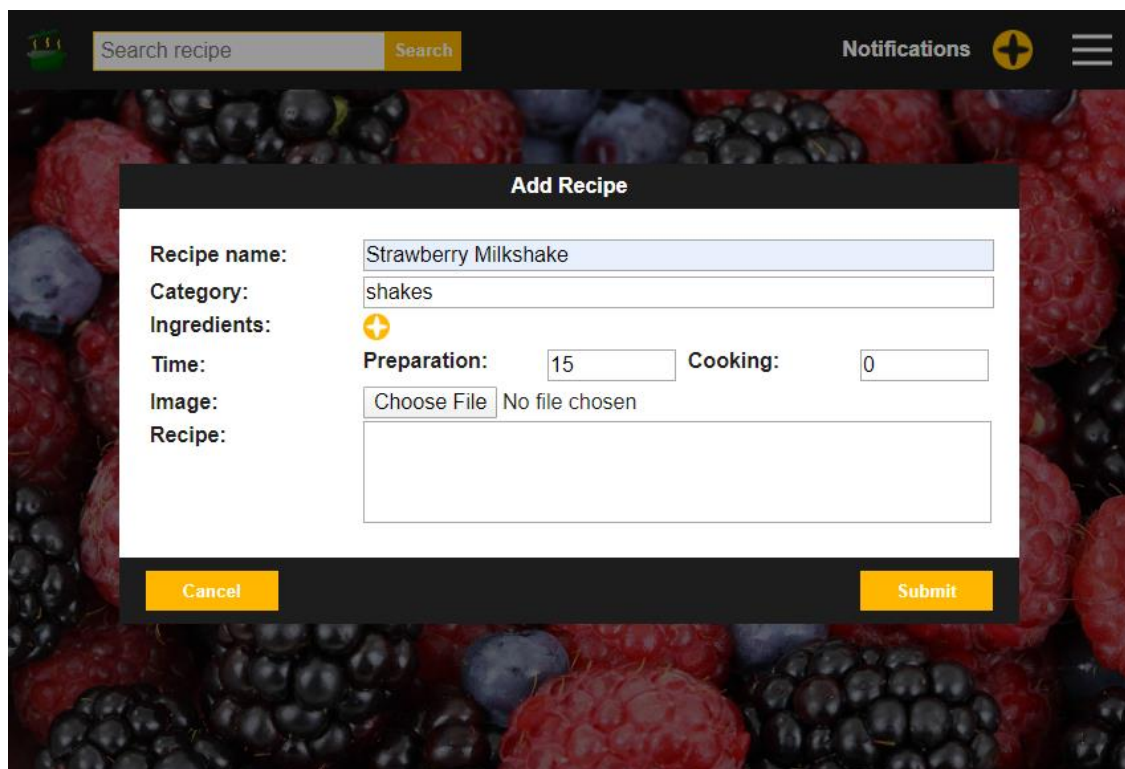 Search recipe Search Notifications
Add Recipe
Recipe name: Strawberry Milkshake
Category: shakes
Ingredients:
Time: Preparation: 15 Cooking: 0
Image: Choose File No file chosen
Recipe:
Cancel Submit